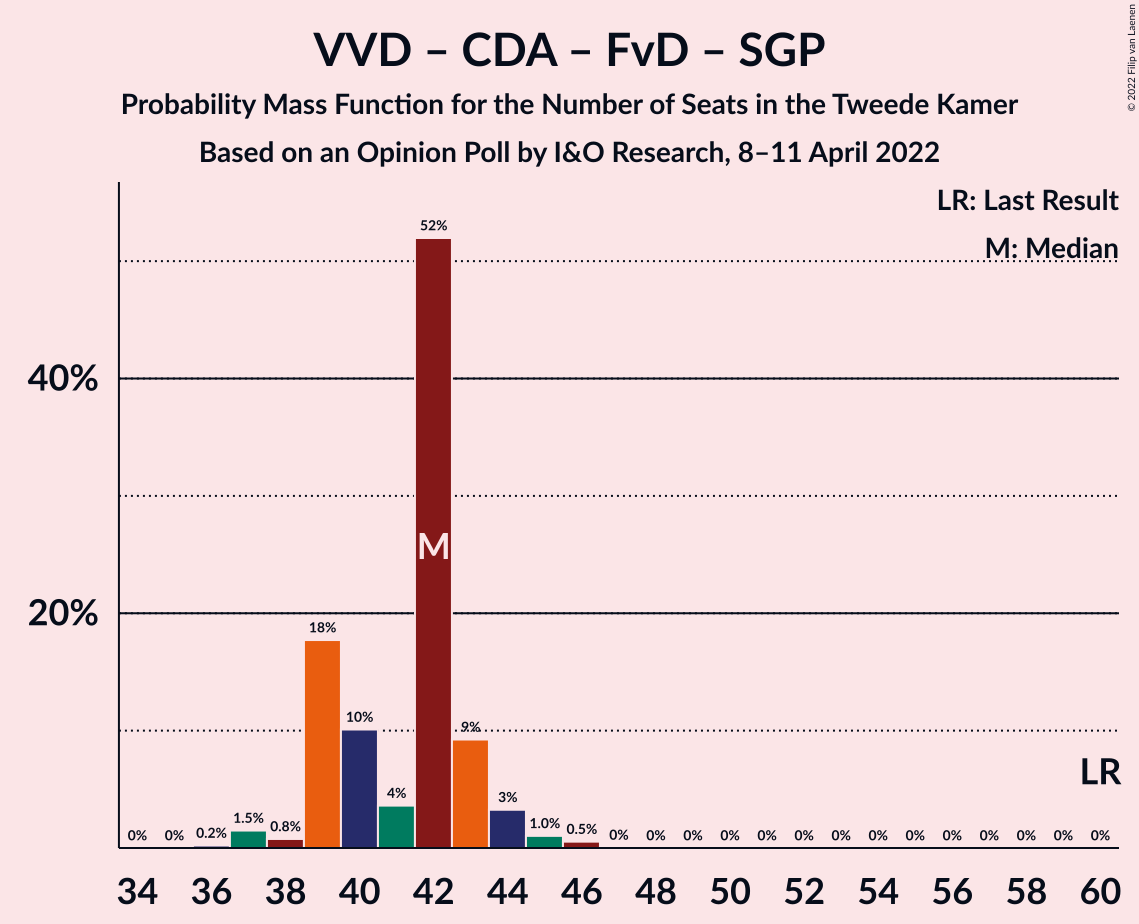 VVD – CDA – FvD – SGP
Probability Mass Function for the Number of Seats in the Tweede Kamer
Based on an Opinion Poll by I&O Research, 8–11 April 2022
© 2022 Filip van Laenen
LR: Last Result
M: Median
40%
20%
0% 0% 0.2% 1.5% 0.8% 18% 10% 4% 52% 9% 3% 1.0% 0.5% 0% 0% 0% 0% 0% 0% 0% 0% 0% 0% 0% 0% 0% 0%
M
LR
34 36 38 40 42 44 46 48 50 52 54 56 58 60